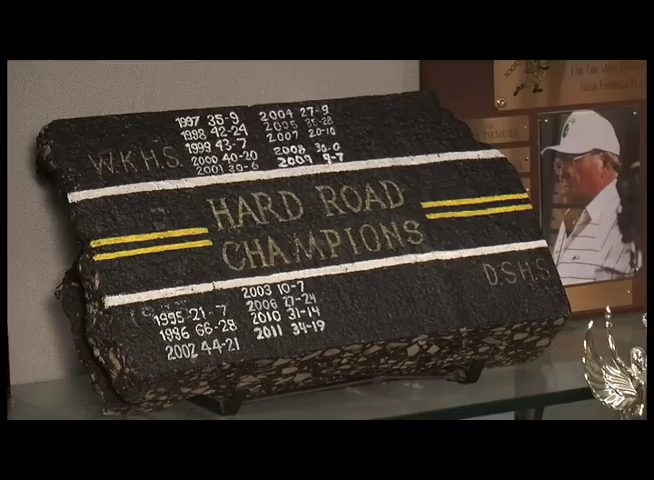 1997 35-9 2004 27-9
1998 42-24 2005 35-28
1999 43-7 2007 20-10
W.K.H.S. 2000 40-20 2008 30-0
2001 30-6 2009 9-7
HARD ROAD
CHAMPIONS
D.S.H.S.
2003 10-7
1995 21-7 2006 27-24
1996 66-28 2010 31-14
2002 44-21 2011 34-19